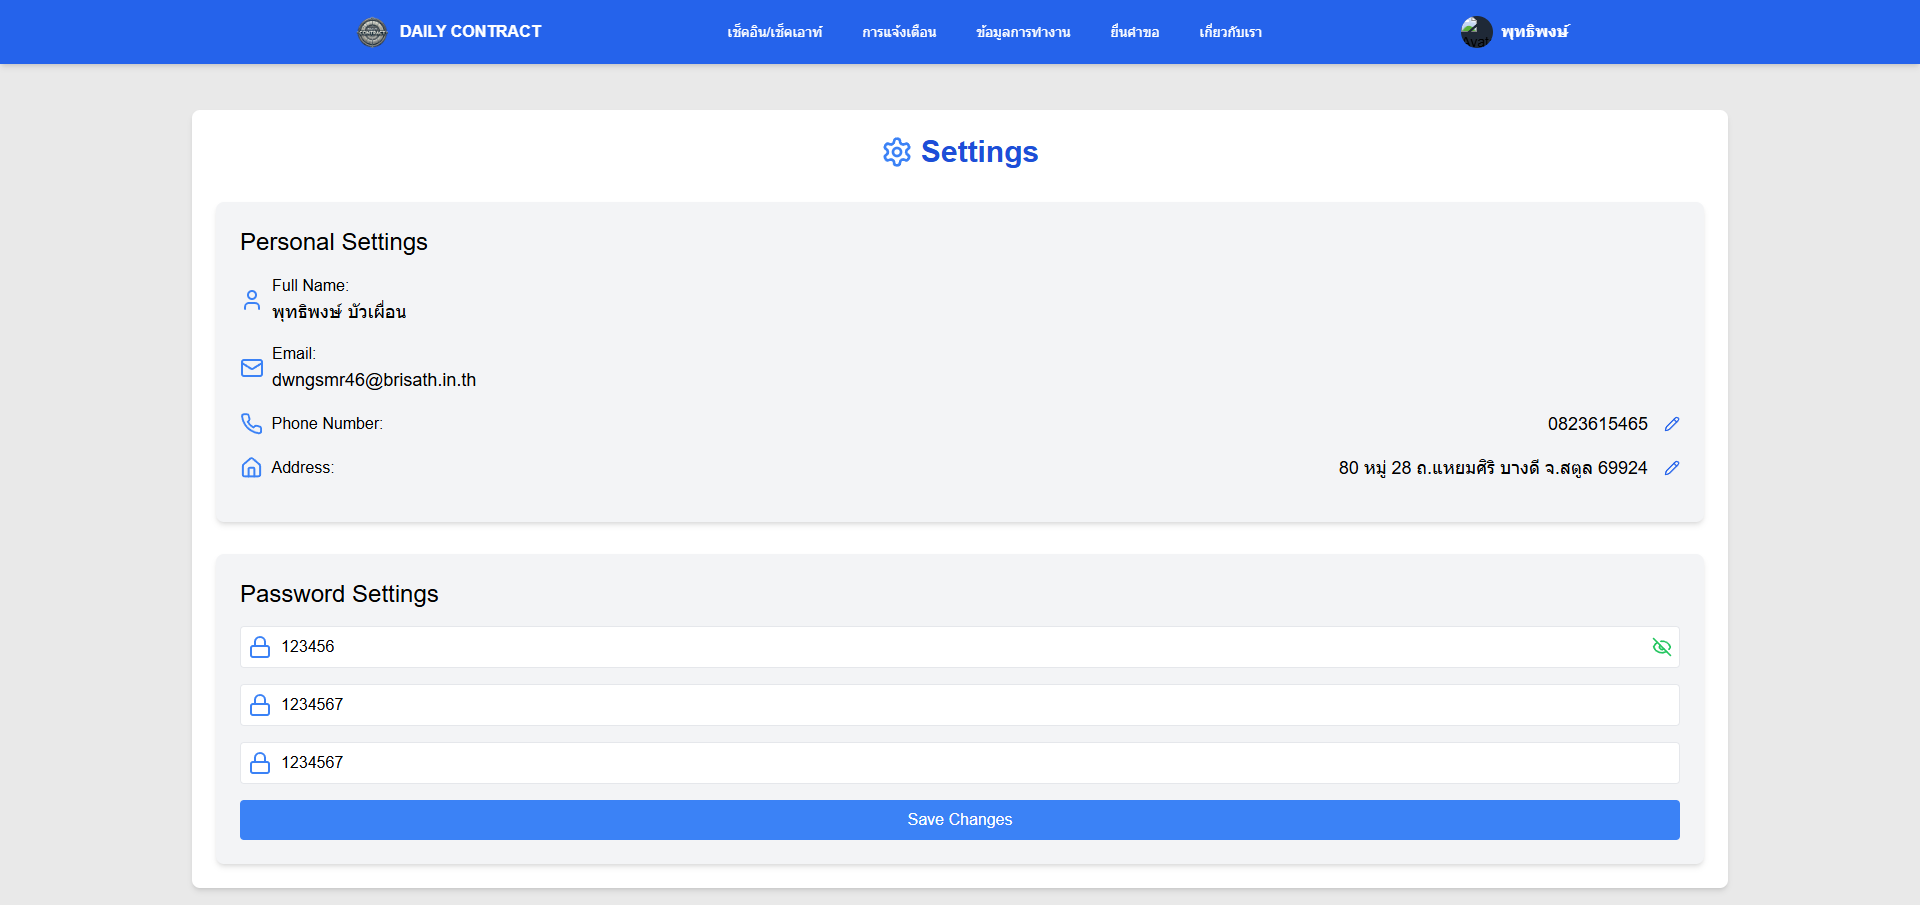 DAILY CONTRACT
เช็คอิน/เช็คเอาท์
การแจ้งเตือน
ข้อมูลการทำงาน
ยื่นคำขอ
เกี่ยวกับเรา
พุทธิพงษ์
Settings
Personal Settings
Full Name:
พุทธิพงษ์ บัวเผื่อน
Email:
dwngsmr46@brisath.in.th
Phone Number:
0823615465
Address:
80 หมู่ 28 ถ.แหยมศิริ บางดี จ.สตูล 69924
Password Settings
123456
1234567
1234567
Save Changes